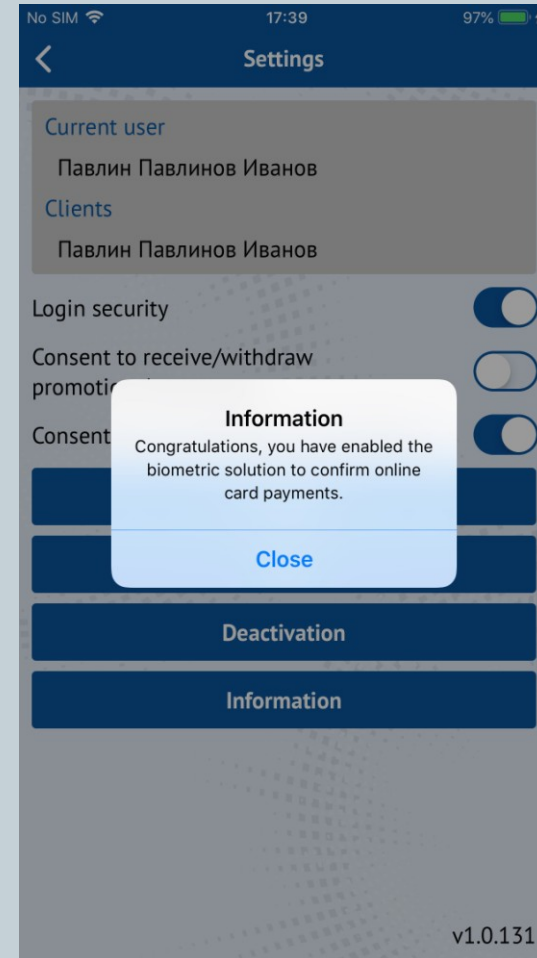 No SIM 17:39 97%
Settings
Current user
Павлин Павлинов Иванов
Clients
Павлин Павлинов Иванов
Login security
Consent to receive/withdraw
Information
Consent
Congratulations, you have enabled the
biometric solution to confirm online
card payments.
Close
Deactivation
Information
v1.0.131